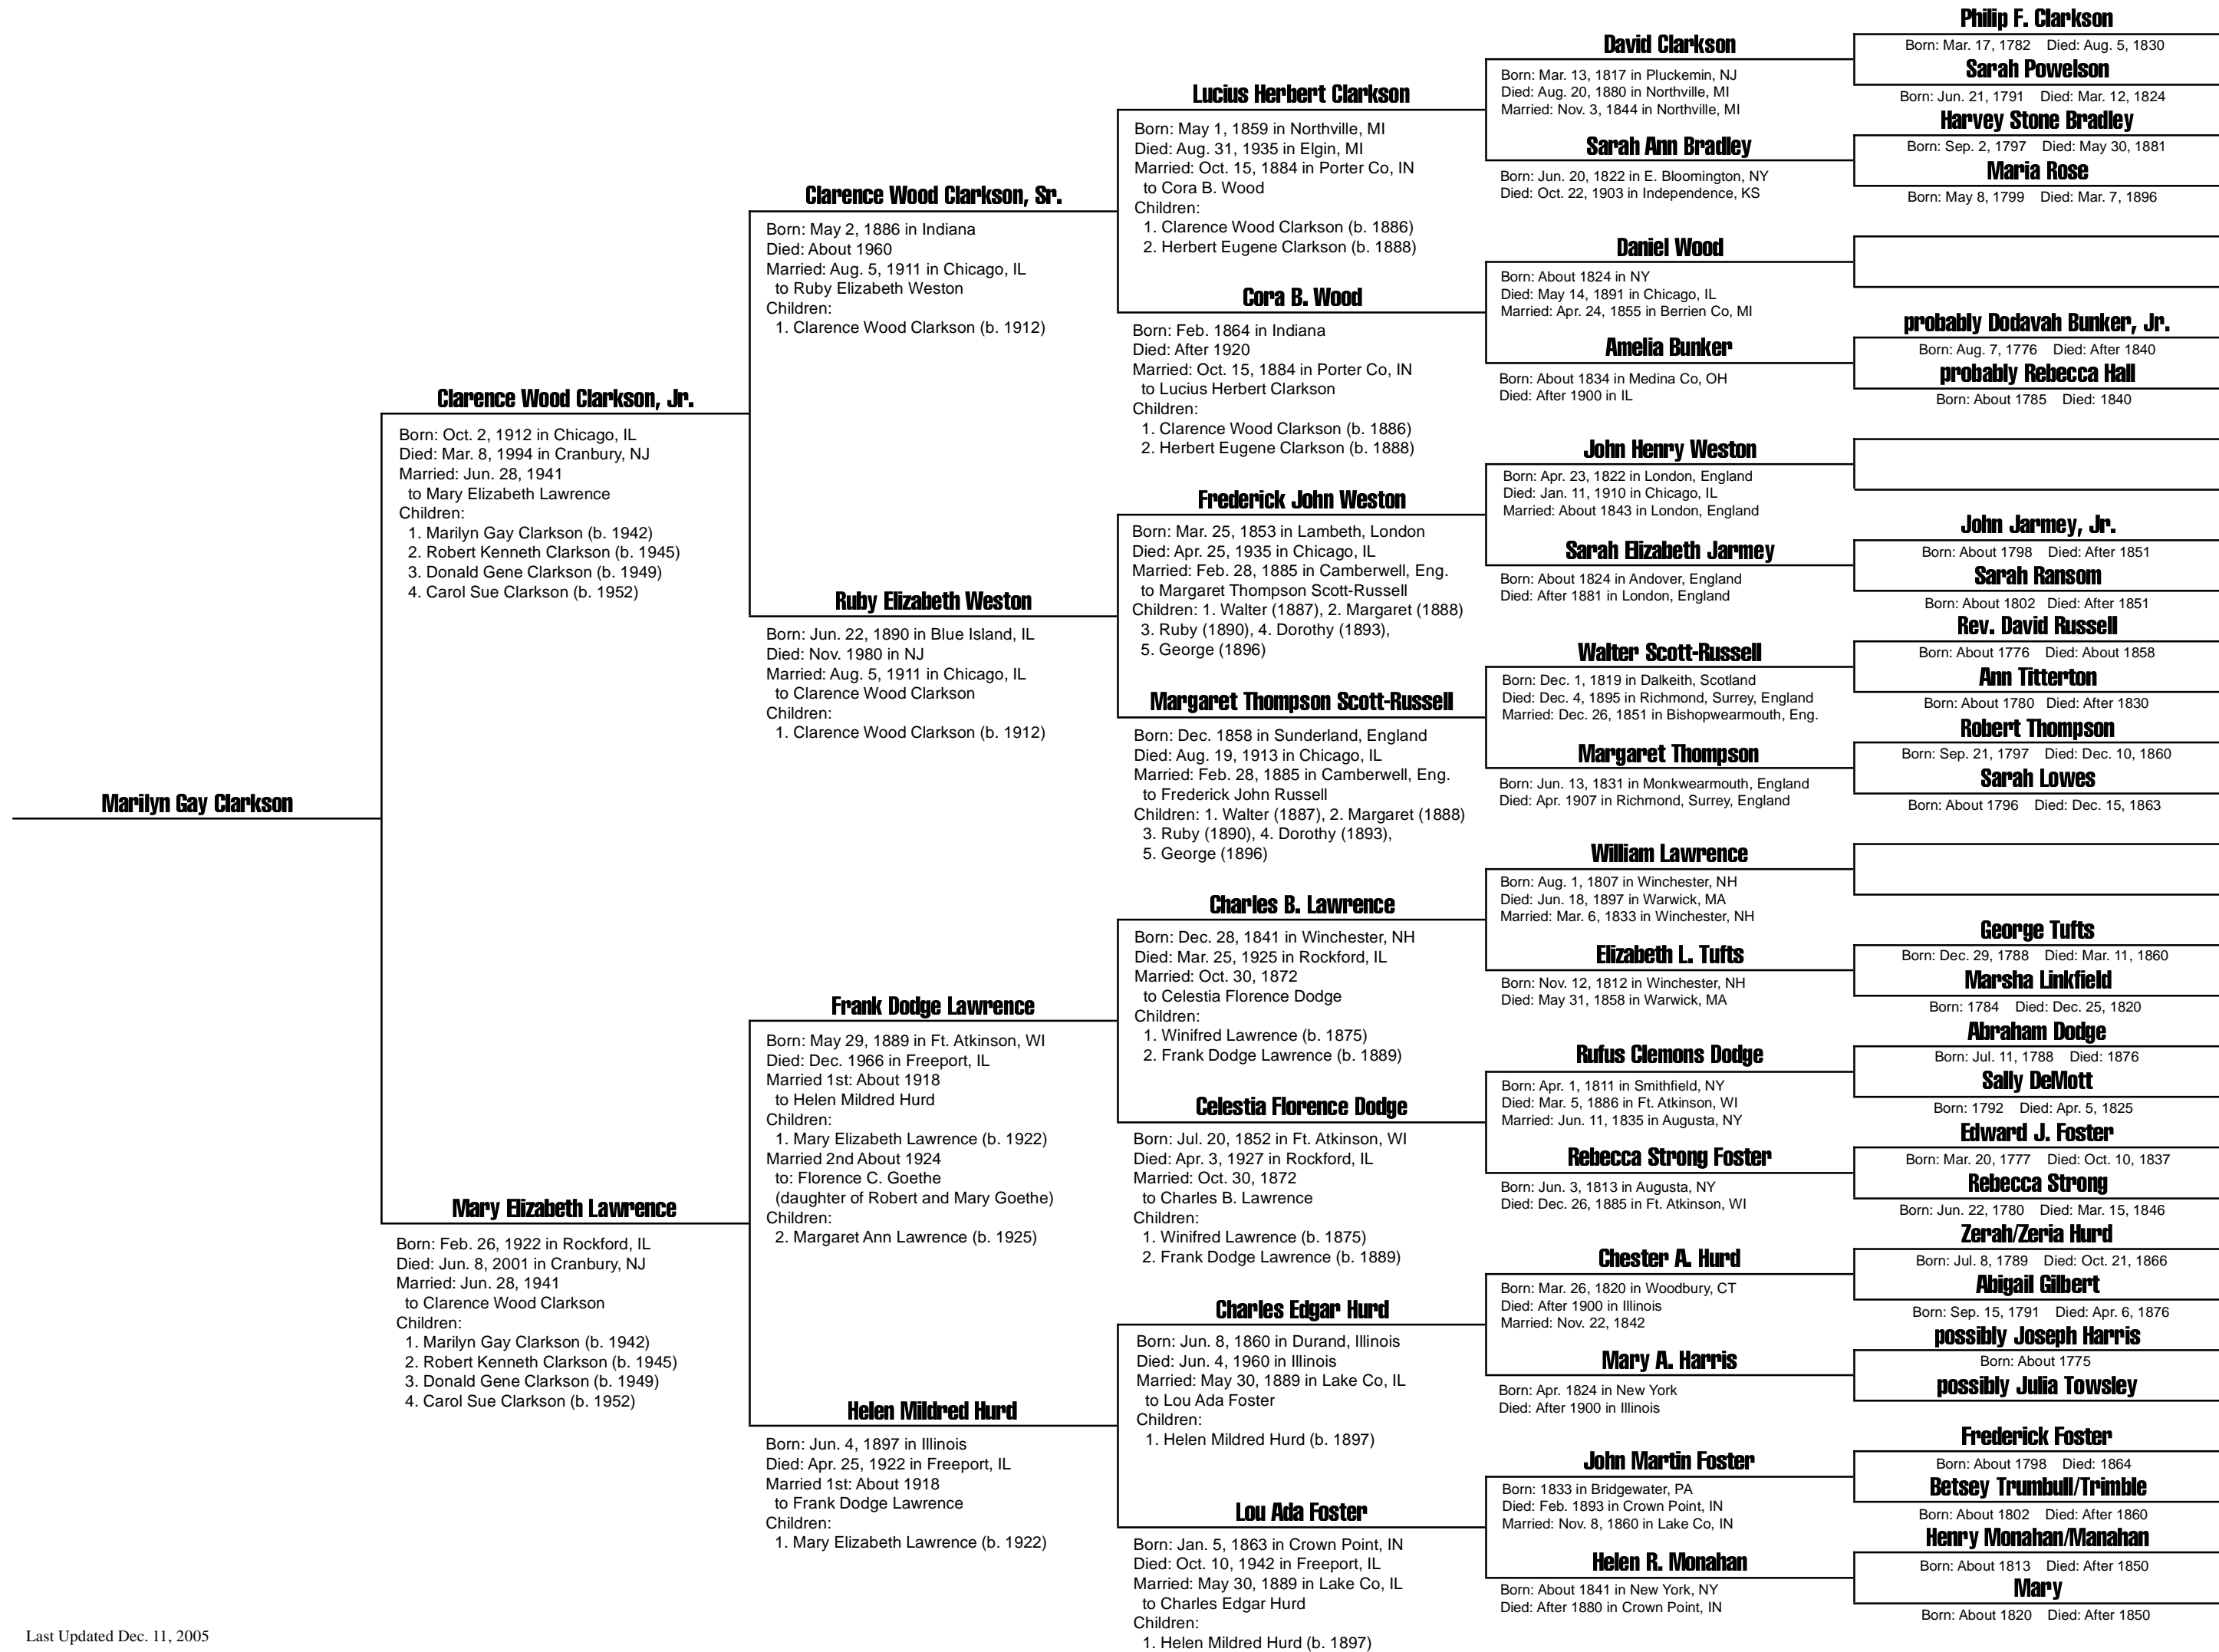 Marilyn Gay Clarkson
Clarence Wood Clarkson, Jr.
Born: Oct. 2, 1912 in Chicago, IL
Died: Mar. 8, 1994 in Cranbury, NJ
Married: Jun. 28, 1941
to Mary Elizabeth Lawrence
Children:
1. Marilyn Gay Clarkson (b. 1942)
2. Robert Kenneth Clarkson (b. 1945)
3. Donald Gene Clarkson (b. 1949)
4. Carol Sue Clarkson (b. 1952)
Mary Elizabeth Lawrence
Born: Feb. 26, 1922 in Rockford, IL
Died: Jun. 8, 2001 in Cranbury, NJ
Married: Jun. 28, 1941
to Clarence Wood Clarkson
Children:
1. Marilyn Gay Clarkson (b. 1942)
2. Robert Kenneth Clarkson (b. 1945)
3. Donald Gene Clarkson (b. 1949)
4. Carol Sue Clarkson (b. 1952)
Clarence Wood Clarkson, Sr.
Born: May 2, 1886 in Indiana
Died: About 1960
Married: Aug. 5, 1911 in Chicago, IL
to Ruby Elizabeth Weston
Children:
1. Clarence Wood Clarkson (b. 1912)
Ruby Elizabeth Weston
Born: Jun. 22, 1890 in Blue Island, IL
Died: Nov. 1980 in NJ
Married: Aug. 5, 1911 in Chicago, IL
to Clarence Wood Clarkson
Children:
1. Clarence Wood Clarkson (b. 1912)
Frank Dodge Lawrence
Born: May 29, 1889 in Ft. Atkinson, WI
Died: Dec. 1966 in Freeport, IL
Married 1st: About 1918
to Helen Mildred Hurd
Children:
1. Mary Elizabeth Lawrence (b. 1922)
Married 2nd About 1924
to: Florence C. Goethe
(daughter of Robert and Mary Goethe)
Children:
2. Margaret Ann Lawrence (b. 1925)
Helen Mildred Hurd
Born: Jun. 4, 1897 in Illinois
Died: Apr. 25, 1922 in Freeport, IL
Married 1st: About 1918
to Frank Dodge Lawrence
Children:
1. Mary Elizabeth Lawrence (b. 1922)
Lucius Herbert Clarkson
Born: May 1, 1859 in Northville, MI
Died: Aug. 31, 1935 in Elgin, MI
Married: Oct. 15, 1884 in Porter Co, IN
to Cora B. Wood
Children:
1. Clarence Wood Clarkson (b. 1886)
2. Herbert Eugene Clarkson (b. 1888)
Cora B. Wood
Born: Feb. 1864 in Indiana
Died: After 1920
Married: Oct. 15, 1884 in Porter Co, IN
to Lucius Herbert Clarkson
Children:
1. Clarence Wood Clarkson (b. 1886)
2. Herbert Eugene Clarkson (b. 1888)
Frederick John Weston
Born: Mar. 25, 1853 in Lambeth, London
Died: Apr. 25, 1935 in Chicago, IL
Married: Feb. 28, 1885 in Camberwell, Eng.
to Margaret Thompson Scott-Russell
Children: 1. Walter (1887), 2. Margaret (1888)
3. Ruby (1890), 4. Dorothy (1893),
5. George (1896)
Margaret Thompson Scott-Russell
Born: Dec. 1858 in Sunderland, England
Died: Aug. 19, 1913 in Chicago, IL
Married: Feb. 28, 1885 in Camberwell, Eng.
to Frederick John Russell
Children: 1. Walter (1887), 2. Margaret (1888)
3. Ruby (1890), 4. Dorothy (1893),
5. George (1896)
Charles B. Lawrence
Born: Dec. 28, 1841 in Winchester, NH
Died: Mar. 25, 1925 in Rockford, IL
Married: Oct. 30, 1872
to Celestia Florence Dodge
Children:
1. Winifred Lawrence (b. 1875)
2. Frank Dodge Lawrence (b. 1889)
Celestia Florence Dodge
Born: Jul. 20, 1852 in Ft. Atkinson, WI
Died: Apr. 3, 1927 in Rockford, IL
Married: Oct. 30, 1872
to Charles B. Lawrence
Children:
1. Winifred Lawrence (b. 1875)
2. Frank Dodge Lawrence (b. 1889)
Charles Edgar Hurd
Born: Jun. 8, 1860 in Durand, Illinois
Died: Jun. 4, 1960 in Illinois
Married: May 30, 1889 in Lake Co, IL
to Lou Ada Foster
Children:
1. Helen Mildred Hurd (b. 1897)
Lou Ada Foster
Born: Jan. 5, 1863 in Crown Point, IN
Died: Oct. 10, 1942 in Freeport, IL
Married: May 30, 1889 in Lake Co, IL
to Charles Edgar Hurd
Children:
1. Helen Mildred Hurd (b. 1897)
David Clarkson
Born: Mar. 13, 1817 in Pluckemin, NJ
Died: Aug. 20, 1880 in Northville, MI
Married: Nov. 3, 1844 in Northville, MI
Sarah Ann Bradley
Born: Jun. 20, 1822 in E. Bloomington, NY
Died: Oct. 22, 1903 in Independence, KS
Daniel Wood
Born: About 1824 in NY
Died: May 14, 1891 in Chicago, IL
Married: Apr. 24, 1855 in Berrien Co, MI
Amelia Bunker
Born: About 1834 in Medina Co, OH
Died: After 1900 in IL
John Henry Weston
Born: Apr. 23, 1822 in London, England
Died: Jan. 11, 1910 in Chicago, IL
Married: About 1843 in London, England
Sarah Elizabeth Jarmey
Born: About 1824 in Andover, England
Died: After 1881 in London, England
Walter Scott-Russell
Born: Dec. 1, 1819 in Dalkeith, Scotland
Died: Dec. 4, 1895 in Richmond, Surrey, England
Married: Dec. 26, 1851 in Bishopwearmouth, Eng.
Margaret Thompson
Born: Jun. 13, 1831 in Monkwearmouth, England
Died: Apr. 1907 in Richmond, Surrey, England
William Lawrence
Born: Aug. 1, 1807 in Winchester, NH
Died: Jun. 18, 1897 in Warwick, MA
Married: Mar. 6, 1833 in Winchester, NH
Elizabeth L. Tufts
Born: Nov. 12, 1812 in Winchester, NH
Died: May 31, 1858 in Warwick, MA
Rufus Clemons Dodge
Born: Apr. 1, 1811 in Smithfield, NY
Died: Mar. 5, 1886 in Ft. Atkinson, WI
Married: Jun. 11, 1835 in Augusta, NY
Rebecca Strong Foster
Born: Jun. 3, 1813 in Augusta, NY
Died: Dec. 26, 1885 in Ft. Atkinson, WI
Chester A. Hurd
Born: Mar. 26, 1820 in Woodbury, CT
Died: After 1900 in Illinois
Married: Nov. 22, 1842
Mary A. Harris
Born: Apr. 1824 in New York
Died: After 1900 in Illinois
John Martin Foster
Born: 1833 in Bridgewater, PA
Died: Feb. 1893 in Crown Point, IN
Married: Nov. 8, 1860 in Lake Co, IN
Helen R. Monahan
Born: About 1841 in New York, NY
Died: After 1880 in Crown Point, IN
Philip F. Clarkson
Born: Mar. 17, 1782 Died: Aug. 5, 1830
Sarah Powelson
Born: Jun. 21, 1791 Died: Mar. 12, 1824
Harvey Stone Bradley
Born: Sep. 2, 1797 Died: May 30, 1881
Maria Rose
Born: May 8, 1799 Died: Mar. 7, 1896
probably Dodavah Bunker, Jr.
Born: Aug. 7, 1776 Died: After 1840
probably Rebecca Hall
Born: About 1785 Died: 1840
John Jarmey, Jr.
Born: About 1798 Died: After 1851
Sarah Ransom
Born: About 1802 Died: After 1851
Rev. David Russell
Born: About 1776 Died: About 1858
Ann Titterton
Born: About 1780 Died: After 1830
Robert Thompson
Born: Sep. 21, 1797 Died: Dec. 10, 1860
Sarah Lowes
Born: About 1796 Died: Dec. 15, 1863
George Tufts
Born: Dec. 29, 1788 Died: Mar. 11, 1860
Marsha Linkfield
Born: 1784 Died: Dec. 25, 1820
Abraham Dodge
Born: Jul. 11, 1788 Died: 1876
Sally DeMott
Born: 1792 Died: Apr. 5, 1825
Edward J. Foster
Born: Mar. 20, 1777 Died: Oct. 10, 1837
Rebecca Strong
Born: Jun. 22, 1780 Died: Mar. 15, 1846
Zerah/Zeria Hurd
Born: Jul. 8, 1789 Died: Oct. 21, 1866
Abigail Gilbert
Born: Sep. 15, 1791 Died: Apr. 6, 1876
possibly Joseph Harris
Born: About 1775
possibly Julia Towsley
Frederick Foster
Born: About 1798 Died: 1864
Betsey Trumbull/Trimble
Born: About 1802 Died: After 1860
Henry Monahan/Manahan
Born: About 1813 Died: After 1850
Mary
Born: About 1820 Died: After 1850
Last Updated Dec. 11, 2005